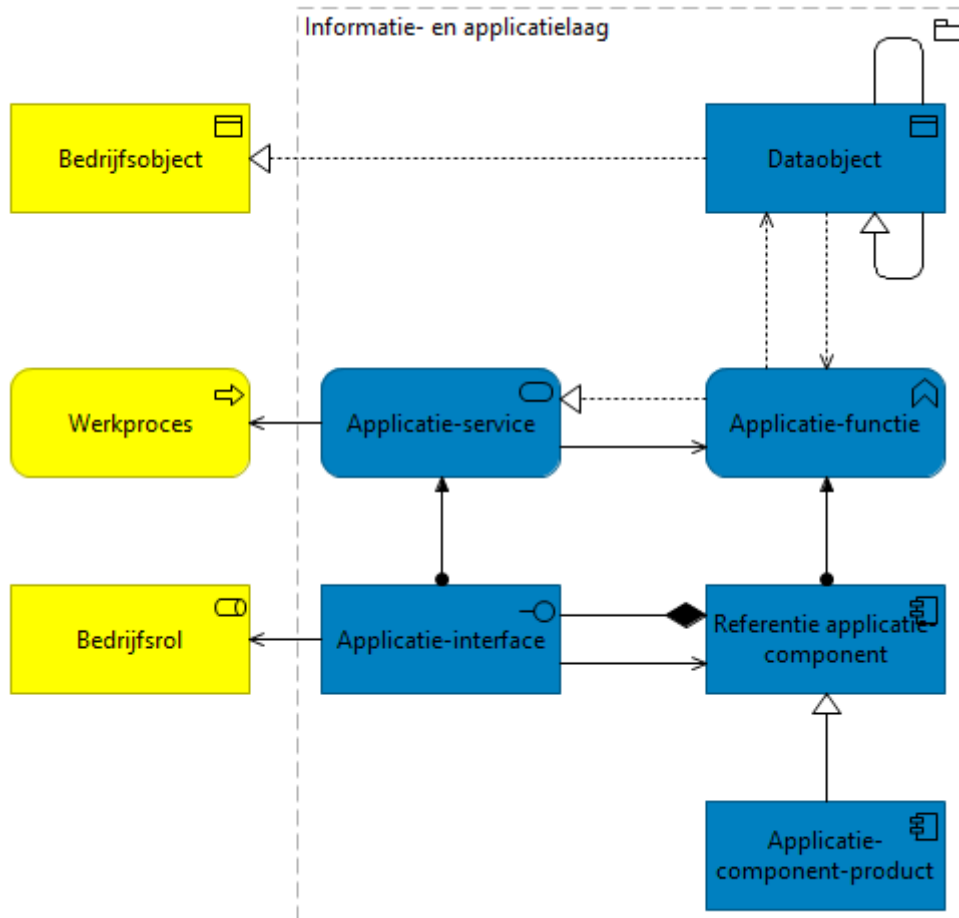 Informatie- en applicatielaag
Bedrijfsobject
Dataobject
Werkproces
Applicatie-service
Applicatie-functie
Bedrijfsrol
Applicatie-interface
Referentie applicatie-
component
Applicatie-
component-product